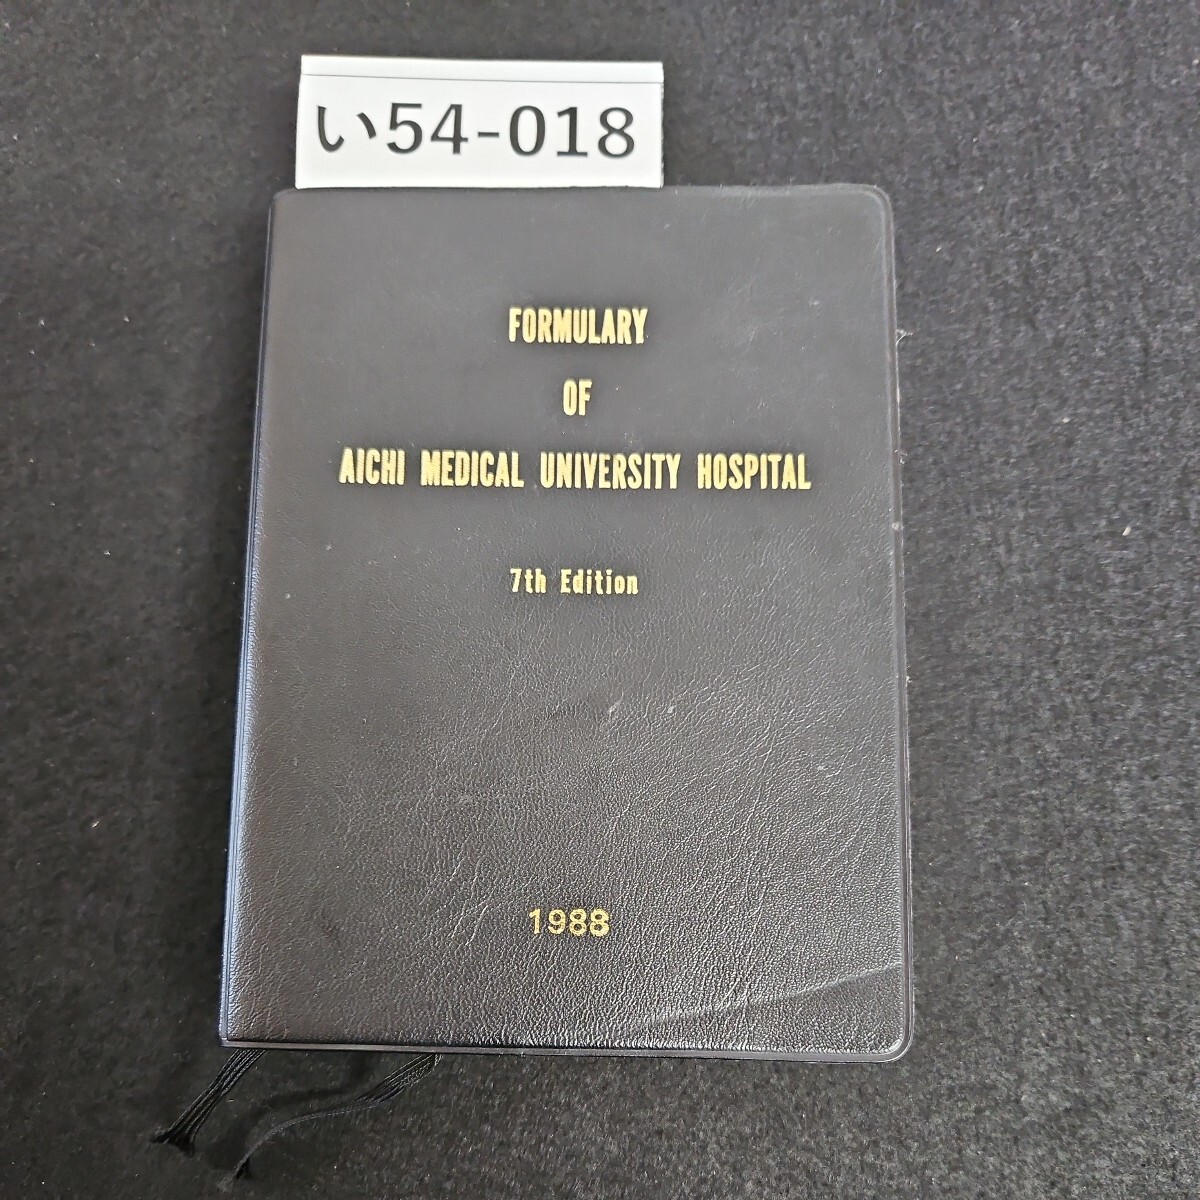 い54-018
FORMULARY
OF
AICHI MEDICAL UNIVERSITY HOSPITAL
7th Edition
1988